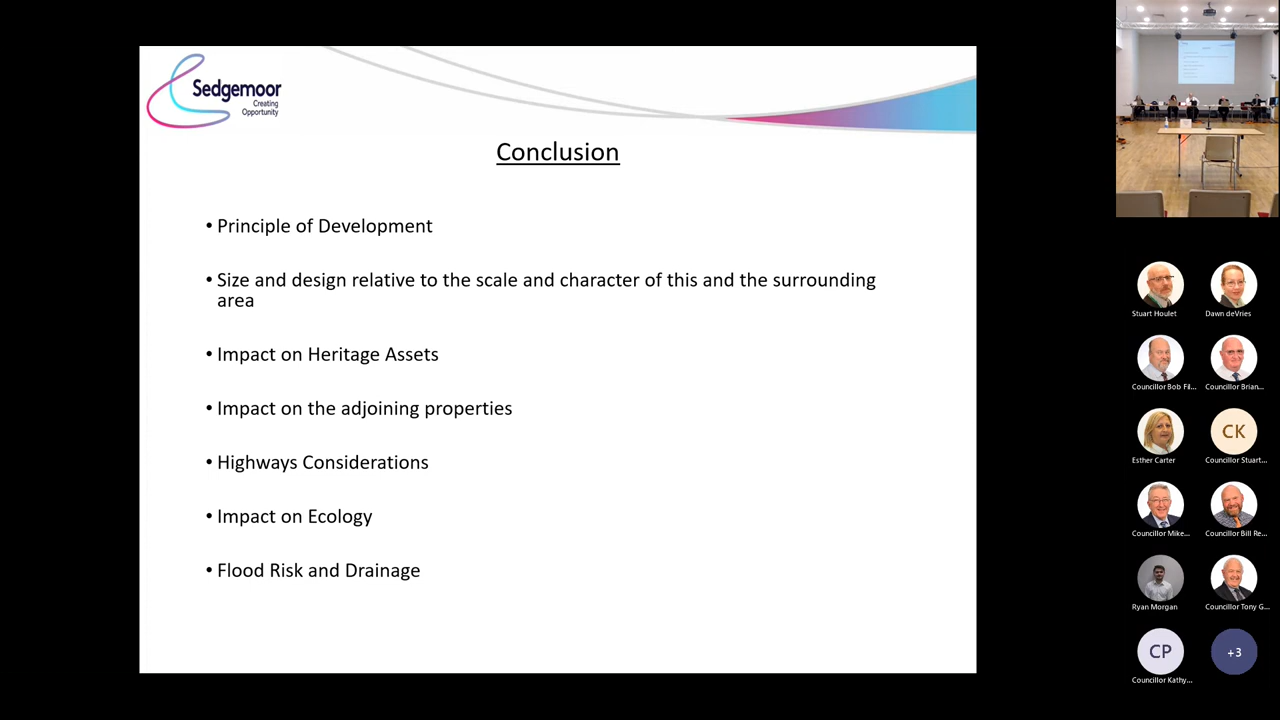 Sedgemoor
Creating
Opportunity
Conclusion
• Principle of Development
• Size and design relative to the scale and character of this and the surrounding
area
• Impact on Heritage Assets
• Impact on the adjoining properties
• Highways Considerations
• Impact on Ecology
• Flood Risk and Drainage
Stuart Houlet
Dawn deVries
Councillor Bob Fil...
Councillor Brian...
Esther Carter
CK
Councillor Stuart...
Councillor Mike...
Councillor Bill Re...
Ryan Morgan
Councillor Tony G...
CP
Councillor Kathy...
+3